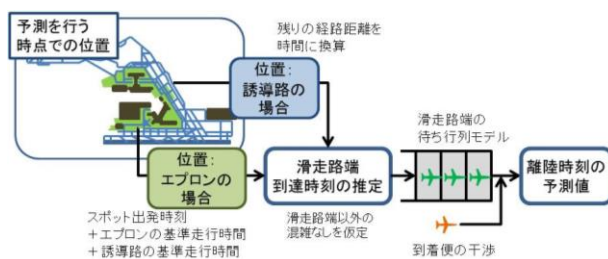 予測を行う
時点での位置
残りの経路距離を
時間に換算
位置：
誘導路の
場合
位置：
エプロンの
場合
スポット出発時刻
＋エプロンの基準走行時間
＋誘導路の基準走行時間
滑走路端
到達時刻の推定
滑走路端以外の
混雑なしを仮定
滑走路端の
待ち行列モデル
到着便の干渉
離陸時刻の
予測値